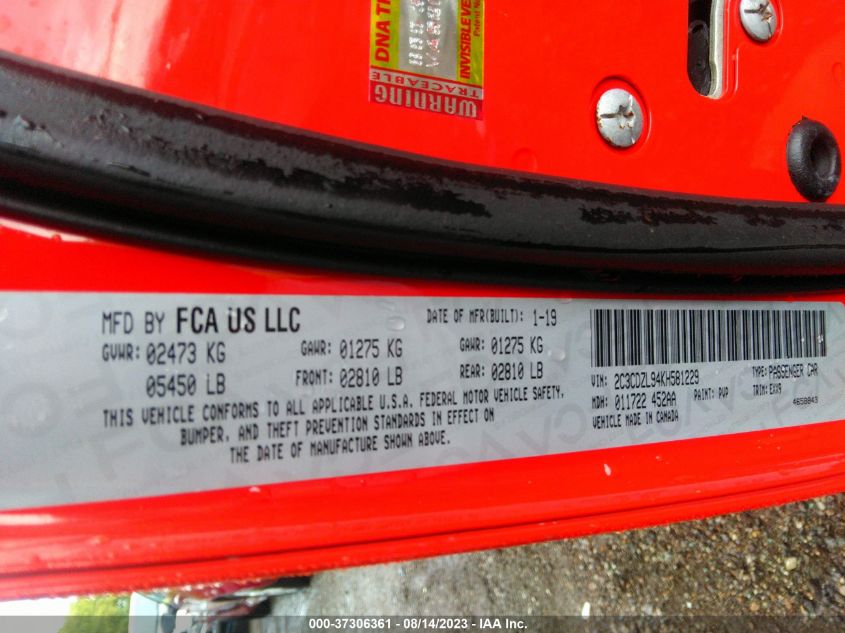 DNA T
INVISIBLE VE
TRACEABLE
WARNING
MFD BY FCA US LLC
DATE OF MFR(BUILT): 1-19
GVWR: 02473 KG GAWR: 01275 KG GAWR: 01275 KG
05450 LB FRONT: 02810 LB REAR: 02810 LB
THIS VEHICLE CONFORMS TO ALL APPLICABLE U.S.A. FEDERAL MOTOR VEHICLE SAFETY,
BUMPER, AND THEFT PREVENTION STANDARDS IN EFFECT ON
THE DATE OF MANUFACTURE SHOWN ABOVE.
VIN: 2C3CDZL94KH581229 TYPE: PASSENGER CAR
MDH: 011722 452AA PAINT: PVP TRIM: EXX9
VEHICLE MADE IN CANADA 4658843
000-37306361 - 08/14/2023 - IAA Inc.